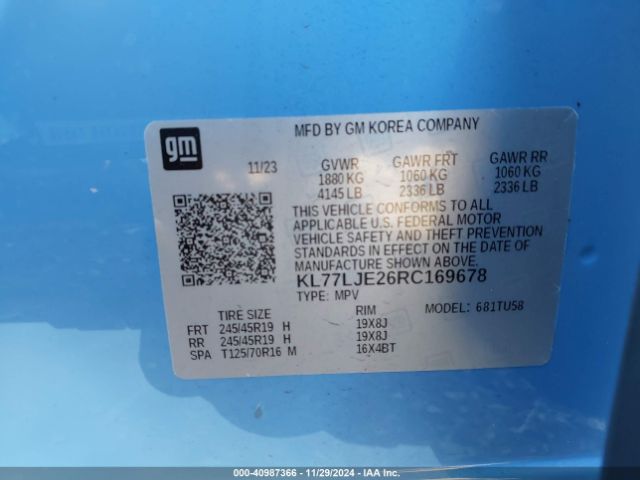 gm
MFD BY GM KOREA COMPANY
11/23 GVWR GAWR FRT GAWR RR
1880 KG 1060 KG 1060 KG
4145 LB 2336 LB 2336 LB
THIS VEHICLE CONFORMS TO ALL
APPLICABLE U.S. FEDERAL MOTOR
VEHICLE SAFETY AND THEFT PREVENTION
STANDARDS IN EFFECT ON THE DATE OF
MANUFACTURE SHOWN ABOVE.
KL77LJE26RC169678
TYPE: MPV
TIRE SIZE RIM MODEL: 681TU58
FRT 245/45R19 H 19X8J
RR 245/45R19 H 19X8J
SPA T125/70R16 M 16X4BT
000-40987366 - 11/29/2024 - IAA Inc.